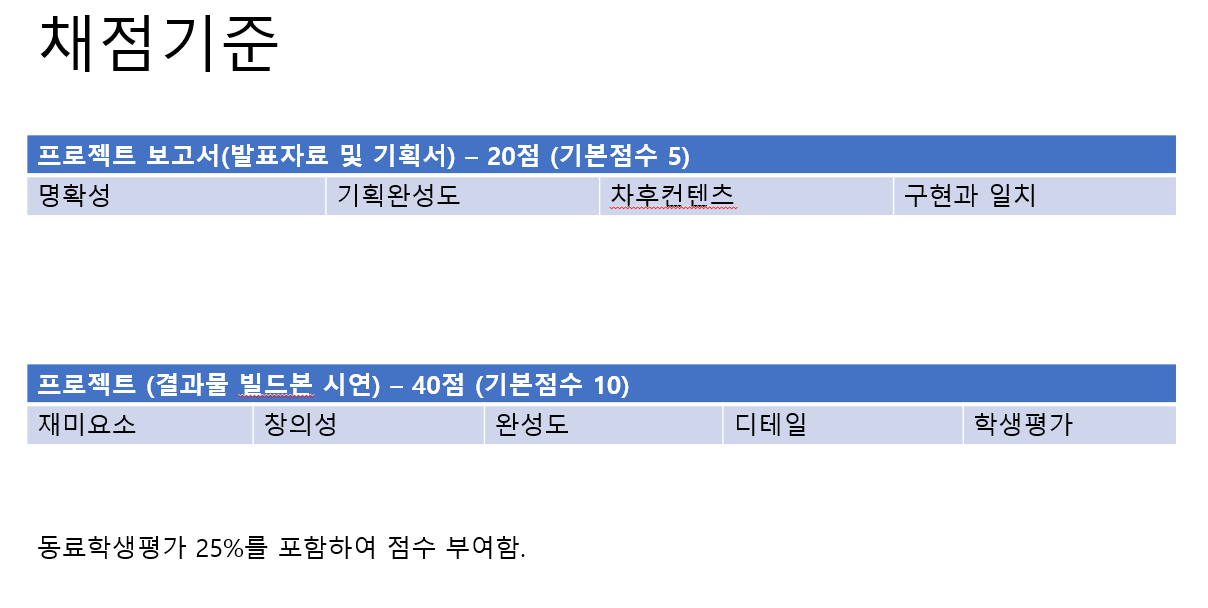 채점기준
프로젝트 보고서(발표자료 및 기획서) – 20점 (기본점수 5)
명확성 기획완성도 차후컨텐츠 구현과 일치
프로젝트 (결과물 빌드본 시연) – 40점 (기본점수 10)
재미요소 창의성 완성도 디테일 학생평가
동료학생평가 25%를 포함하여 점수 부여함.